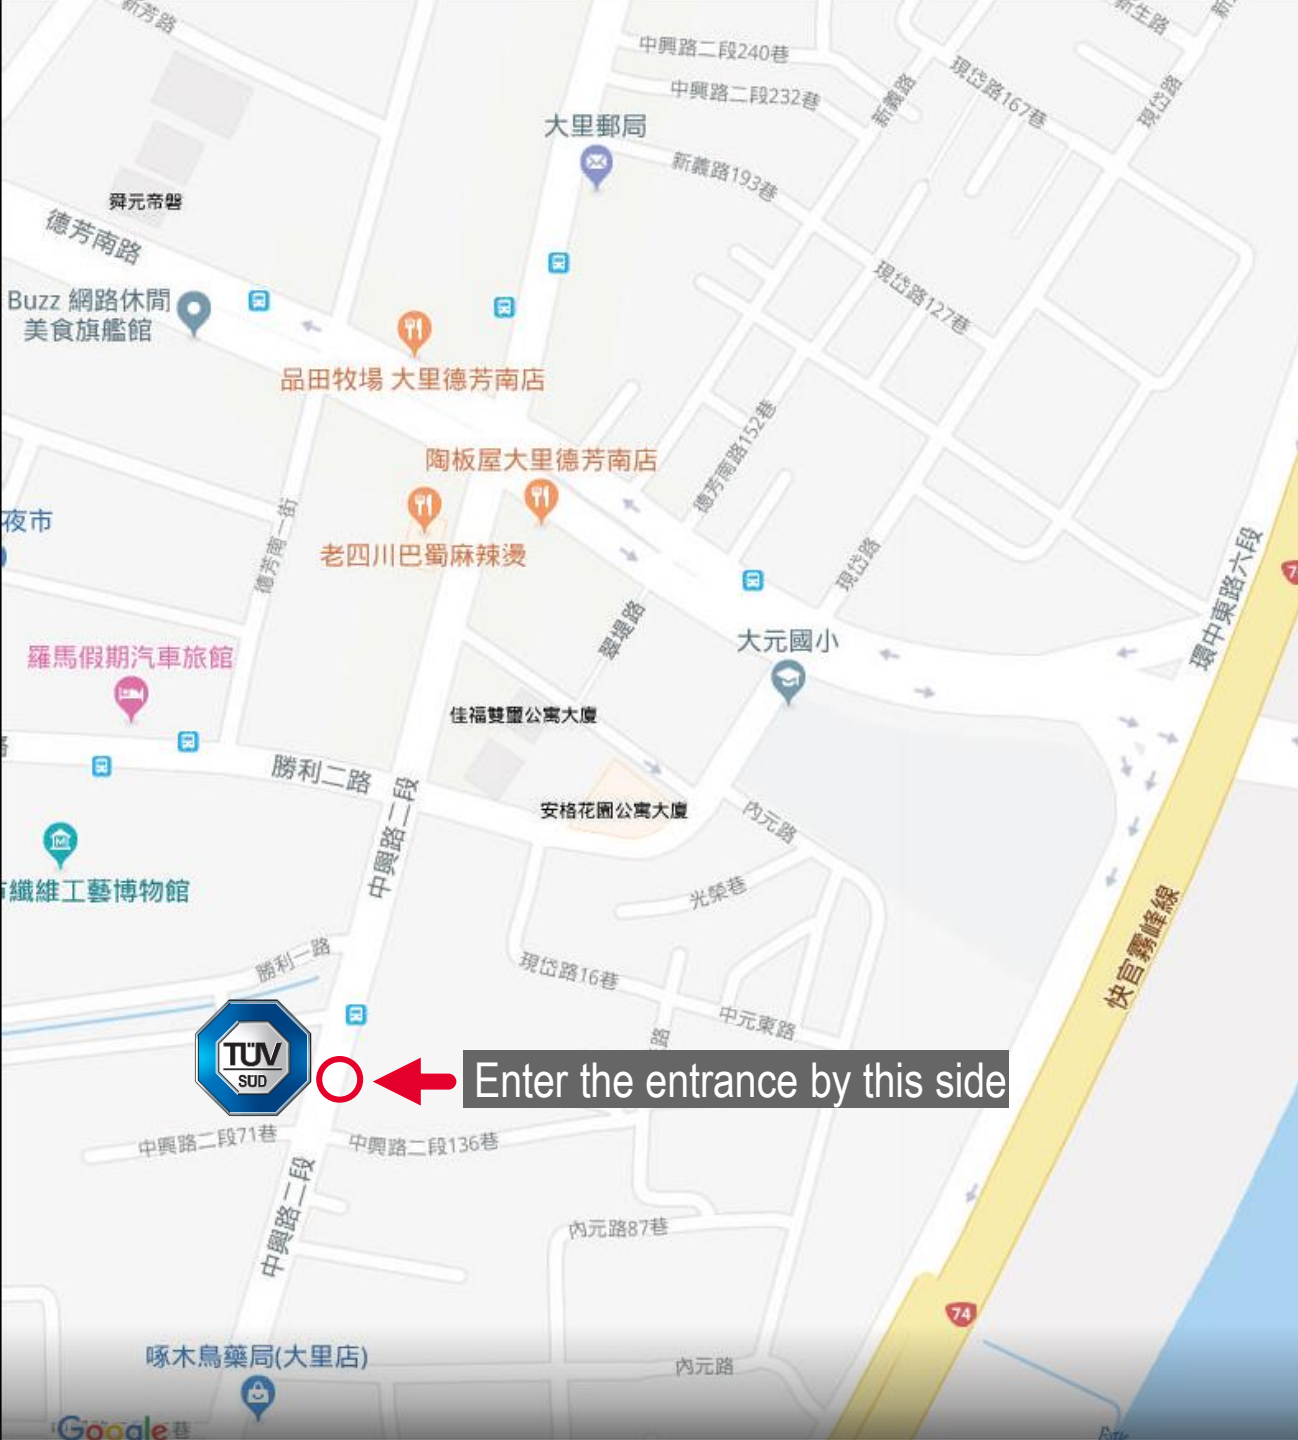 新芳路
新生路
中興路二段240巷
現岱路167巷
中興路二段232巷
新義路
現岱路
大里郵局
新義路193巷
舜元帝磐
德芳南路
現岱路127巷
Buzz 網路休閒
美食旗艦館
品田牧場 大里德芳南店
德芳南路152巷
陶板屋大里德芳南店
夜市
德芳南一街
老四川巴蜀麻辣燙
現岱路
環中東路六段
翠堤路
大元國小
羅馬假期汽車旅館
佳福雙璽公寓大廈
勝利二路
中興路二段
安格花園公寓大廈
內元路
纖維工藝博物館
光榮巷
快官霧峰線
勝利一路
現岱路16巷
中元東路
路
TÜV
SÜD
Enter the entrance by this side
中興路二段71巷
中興路二段136巷
中興路二段
內元路87巷
74
啄木鳥藥局(大里店)
內元路
Google
巷